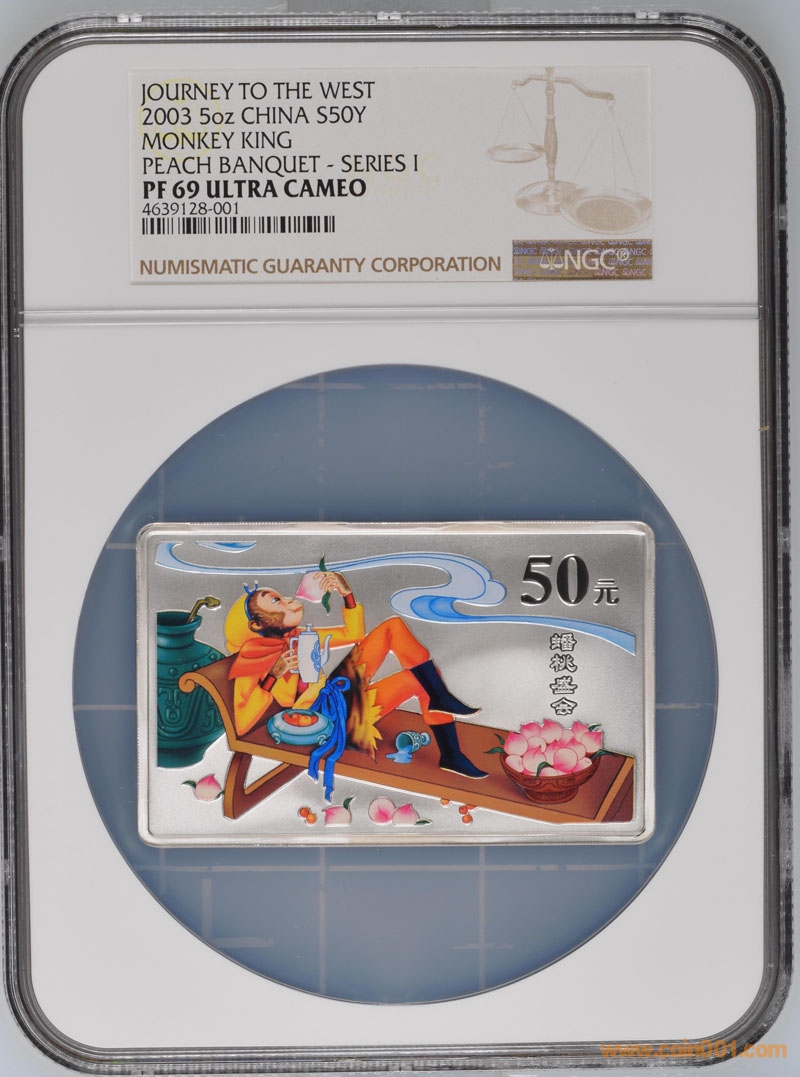 JOURNEY TO THE WEST
2003 5oz CHINA S50Y
MONKEY KING
PEACH BANQUET - SERIES I
PF 69 ULTRA CAMEO
4639128-001
NUMISMATIC GUARANTY CORPORATION
NGC®
50元
蟠桃盛会
www.coin001.com